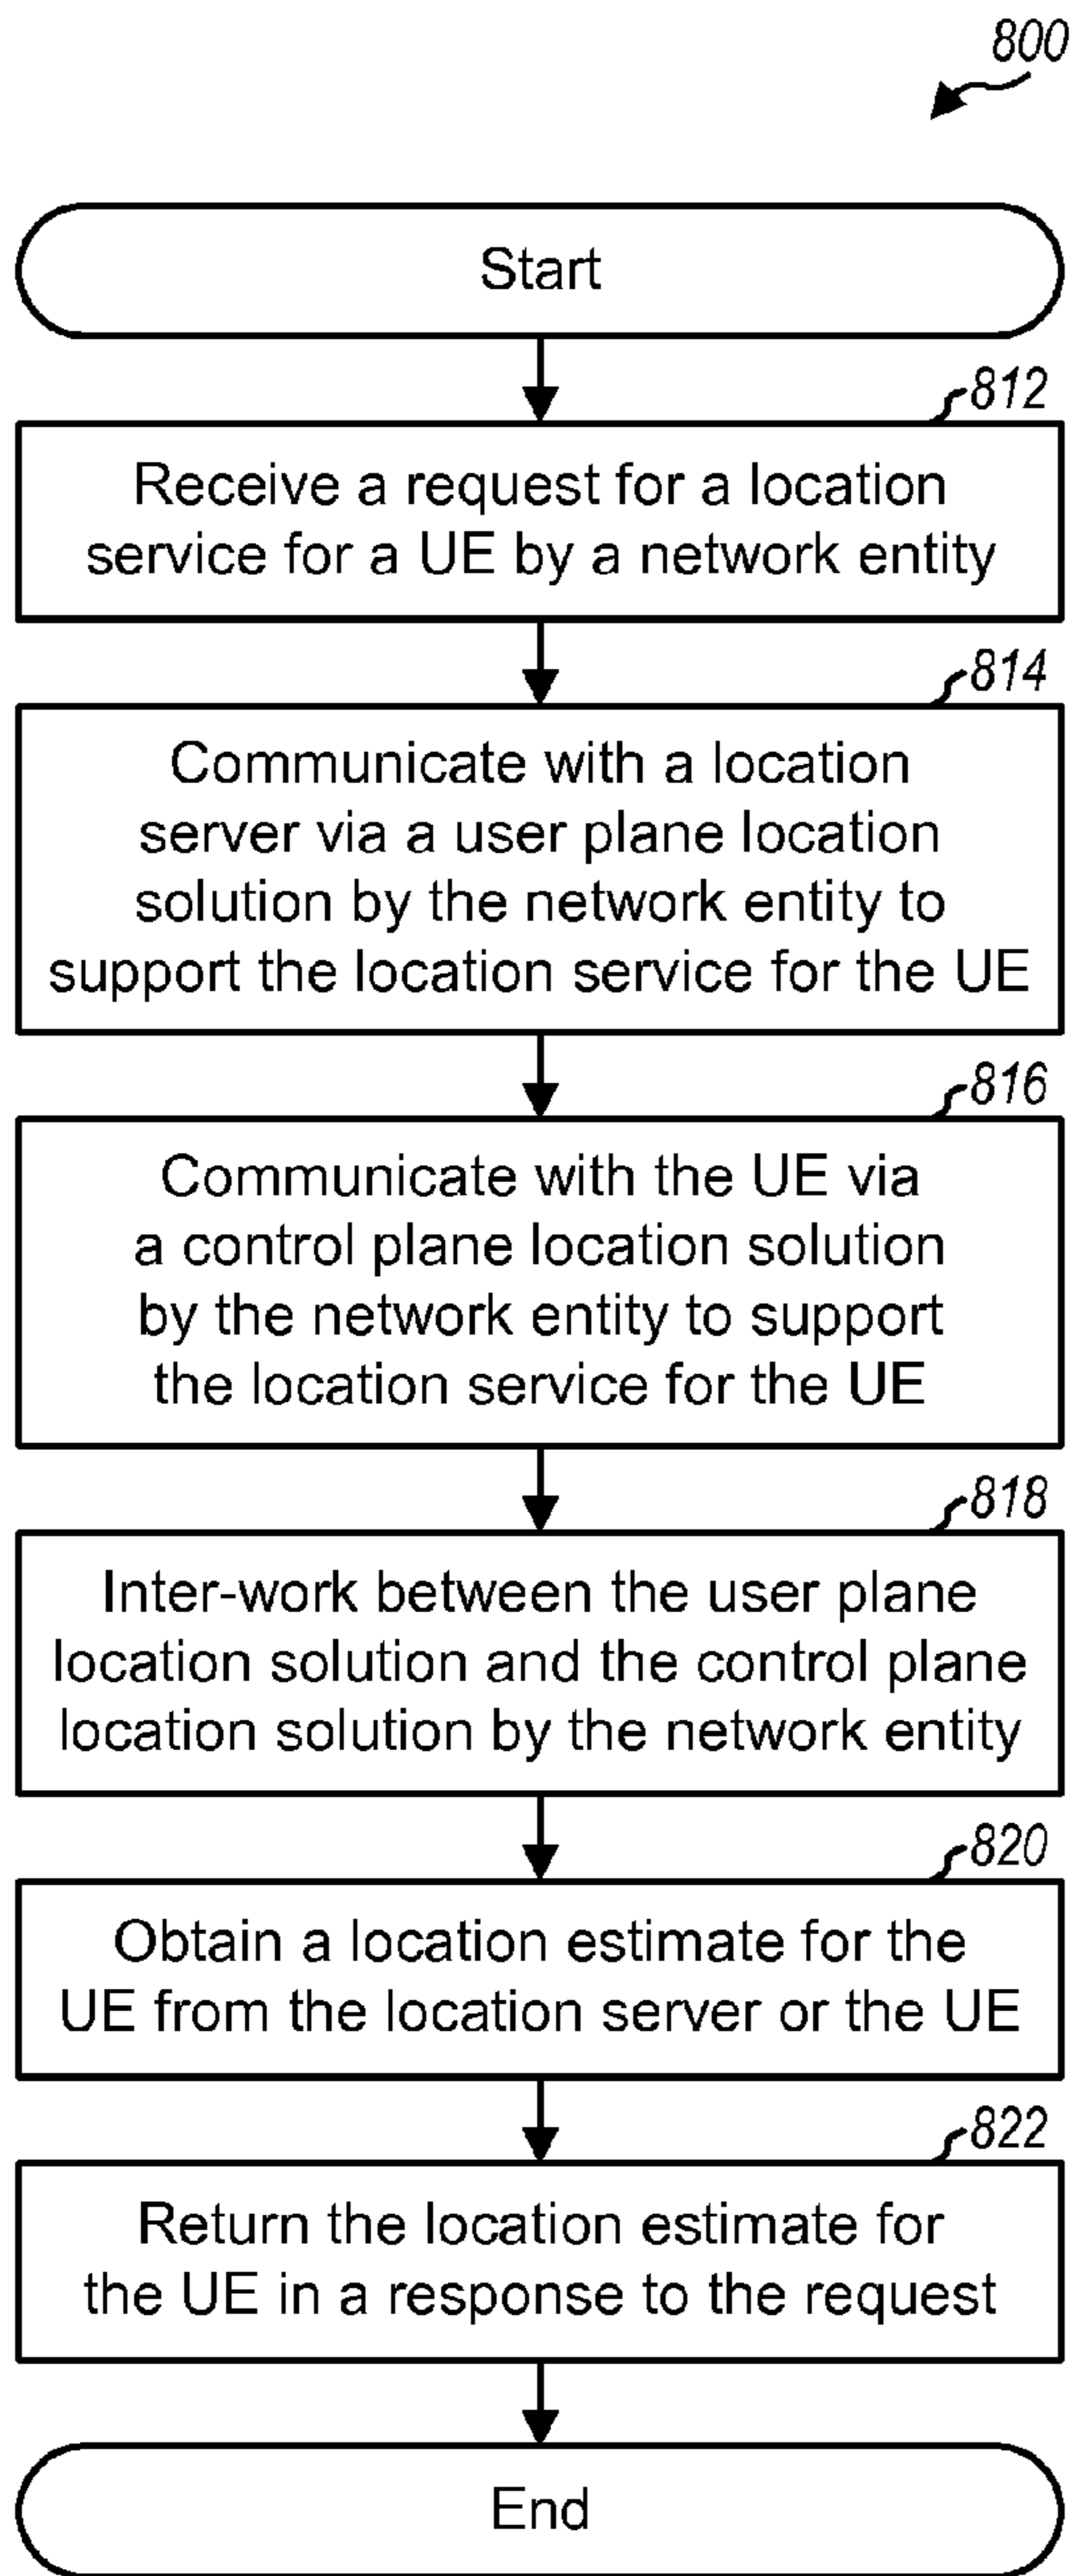 800
Start
812
Receive a request for a location
service for a UE by a network entity
814
Communicate with a location
server via a user plane location
solution by the network entity to
support the location service for the UE
816
Communicate with the UE via
a control plane location solution
by the network entity to support
the location service for the UE
818
Inter-work between the user plane
location solution and the control plane
location solution by the network entity
820
Obtain a location estimate for the
UE from the location server or the UE
822
Return the location estimate for
the UE in a response to the request
End